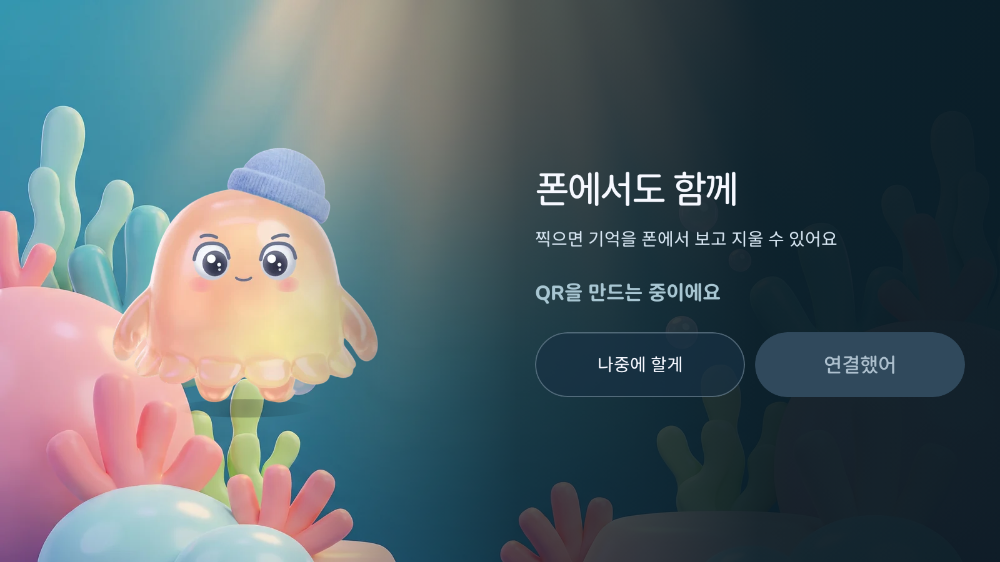 폰에서도 함께
찍으면 기억을 폰에서 보고 지울 수 있어요
QR을 만드는 중이에요
나중에 할게
연결했어